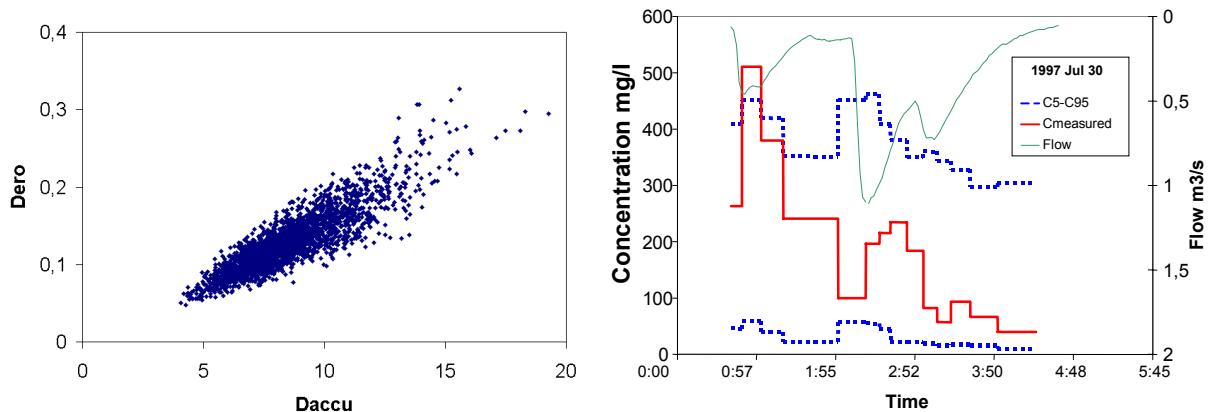 0,4
0,3
0,2
0,1
0
Dero
0 5 10 15 20
Daccu
600
500
400
300
200
100
0
Concentration mg/l
0
0,5
1
1,5
2
Flow m3/s
1997 Jul 30
C5-C95
Cmeasured
Flow
0:00 0:57 1:55 2:52 3:50 4:48 5:45
Time